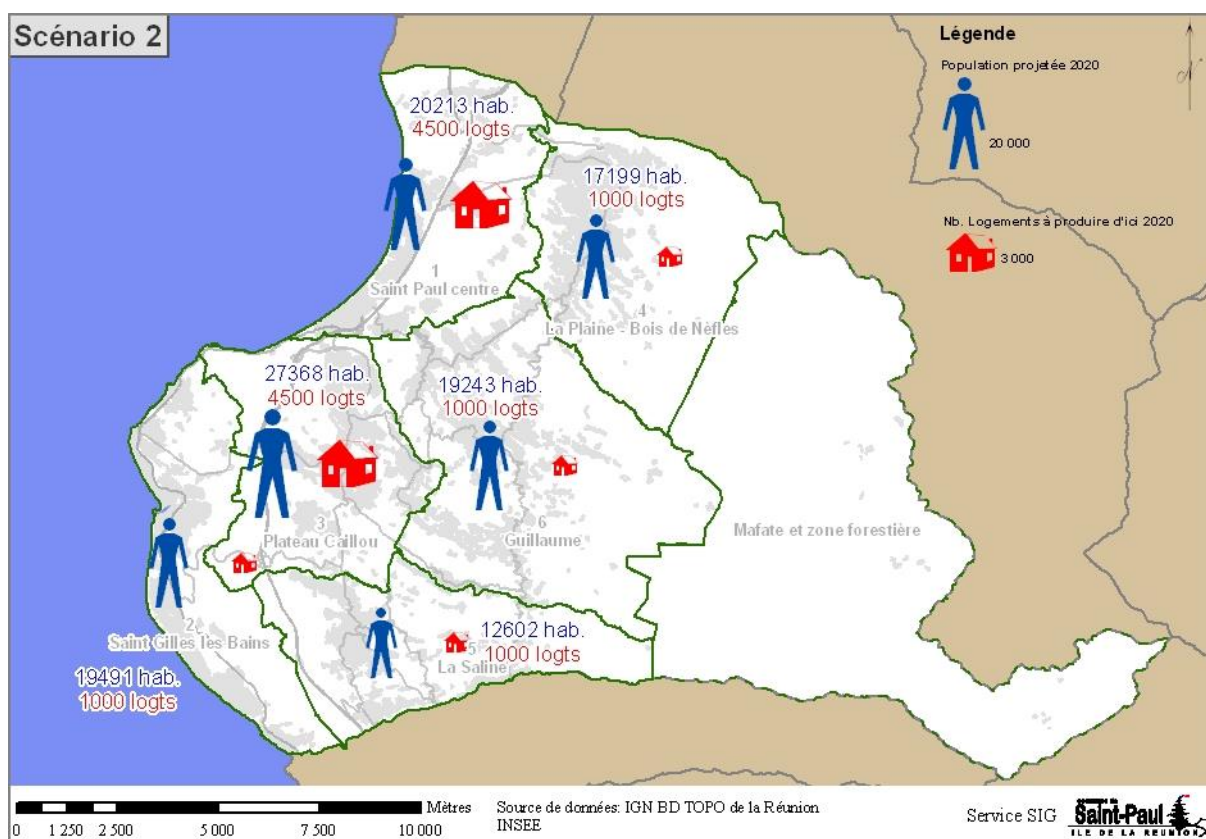 Scénario 2
Légende
Population projetée 2020
20 000
Nb. Logements à produire d'ici 2020
3 000
N
20213 hab.
4500 logts
1
Saint Paul centre
17199 hab.
1000 logts
4
La Plaine - Bois de Nèfles
27368 hab.
4500 logts
3
Plateau Caillou
19243 hab.
1000 logts
6
Guillaume
Mafate et zone forestière
2
Saint Gilles les Bains
19491 hab.
1000 logts
12602 hab.
1000 logts
5
La Saline
Mètres
0 1 250 2 500 5 000 7 500 10 000
Source de données: IGN BD TOPO de la Réunion
INSEE
Service SIG
Saint-Paul
ILE DE LA REUNION